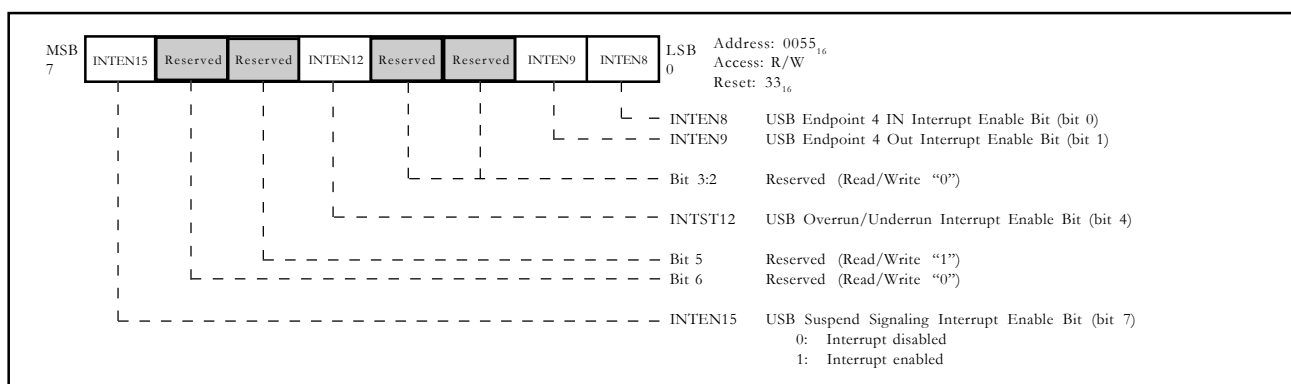 MSB
7
INTEN15 Reserved Reserved INTEN12 Reserved Reserved INTEN9 INTEN8
LSB
0
Address: 0055₁₆
Access: R/W
Reset: 33₁₆
INTEN8 USB Endpoint 4 IN Interrupt Enable Bit (bit 0)
INTEN9 USB Endpoint 4 Out Interrupt Enable Bit (bit 1)
Bit 3:2 Reserved (Read/Write “0”)
INTST12 USB Overrun/Underrun Interrupt Enable Bit (bit 4)
Bit 5 Reserved (Read/Write “1”)
Bit 6 Reserved (Read/Write “0”)
INTEN15 USB Suspend Signaling Interrupt Enable Bit (bit 7)
0: Interrupt disabled
1: Interrupt enabled